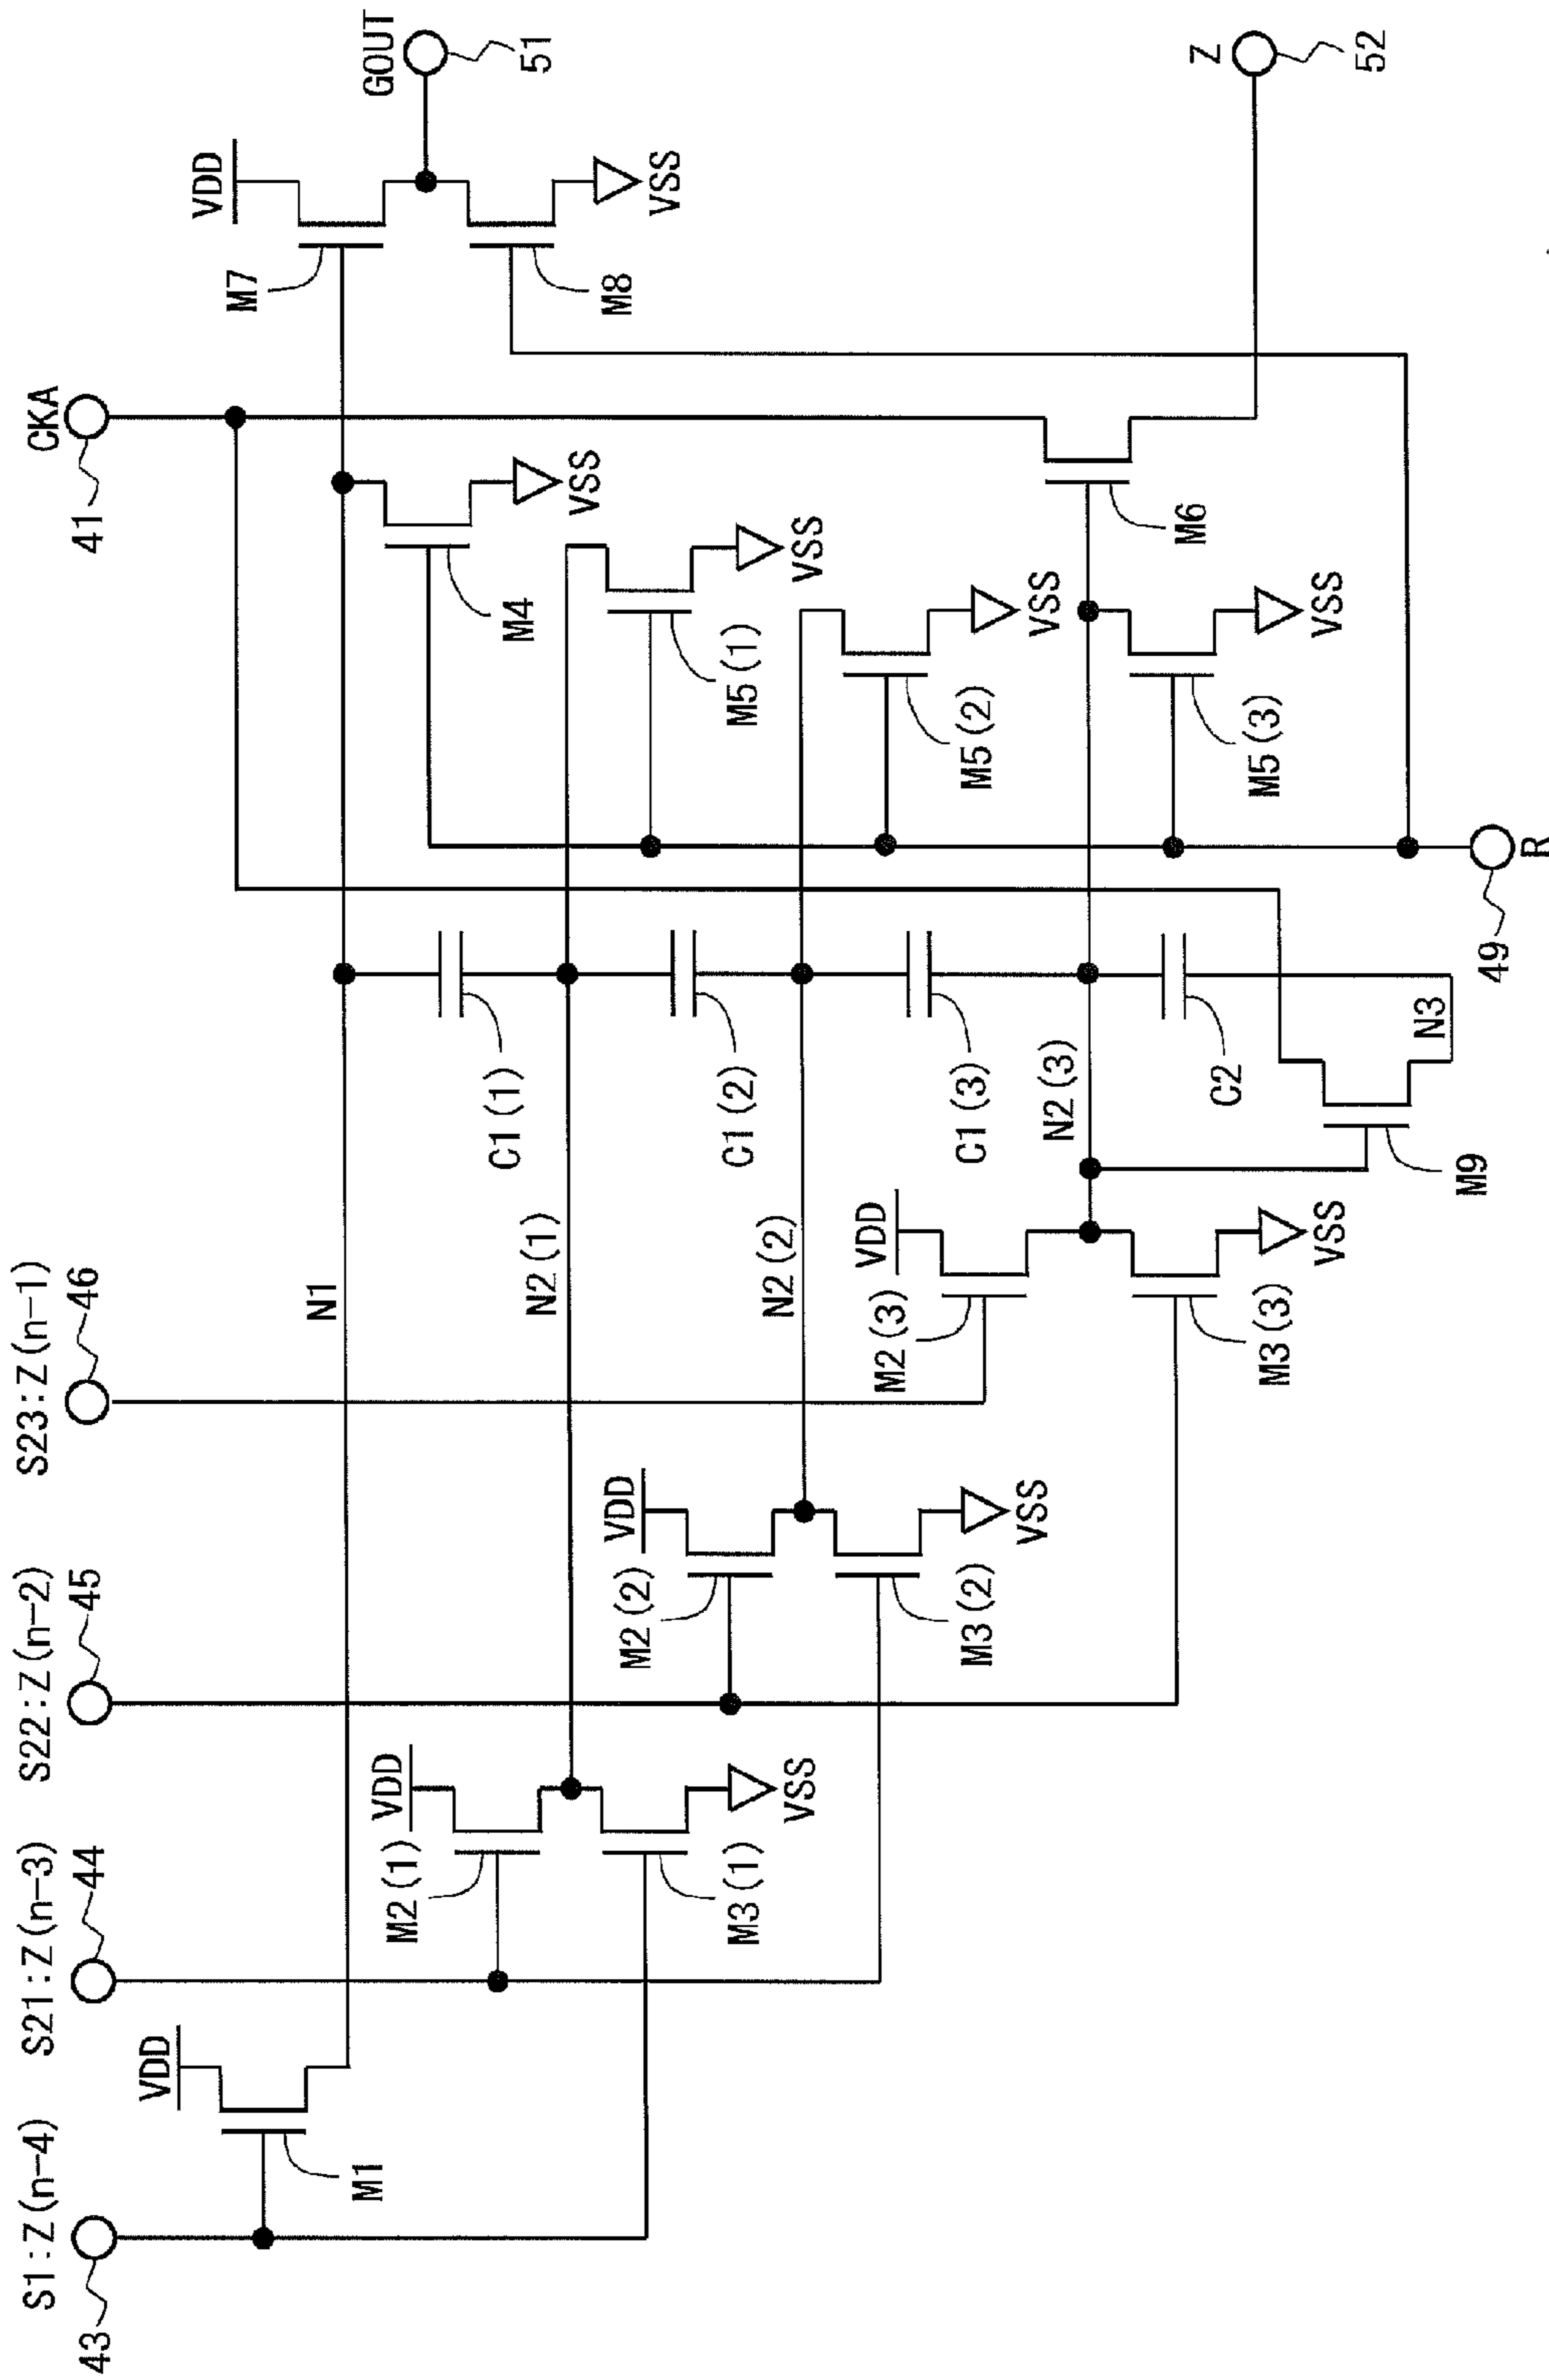 S1:Z(n-4)
43
S21:Z(n-3)
44
S22:Z(n-2)
45
S23:Z(n-1)
46
CKA
41
VDD
M1
N1
VDD
M7
GOUT
51
M8
VSS
M4
VSS
VDD
M2(1)
M3(1)
VSS
N2(1)
C1(1)
M5(1)
VSS
VDD
M2(2)
M3(2)
VSS
N2(2)
C1(2)
M5(2)
VSS
VDD
M2(3)
M3(3)
VSS
N2(3)
C1(3)
M5(3)
VSS
M6
Z
52
C2
N3
M9
49
R